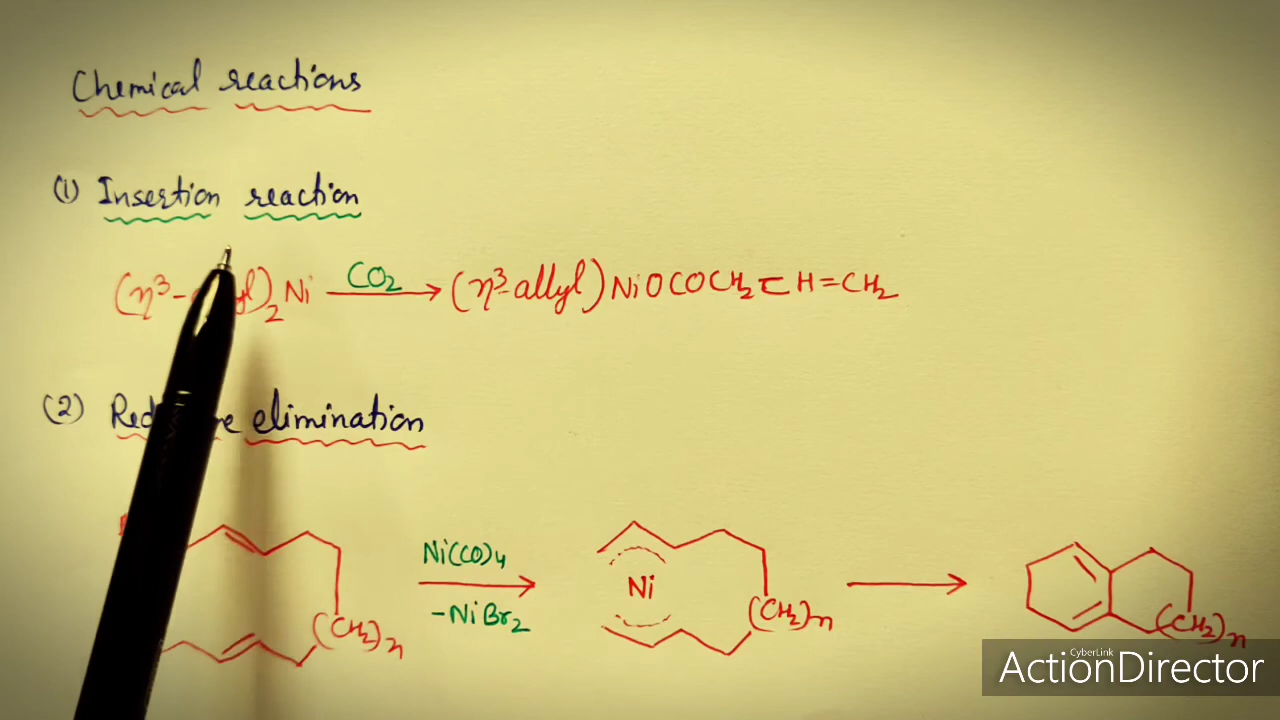 Chemical reactions
(1) Insertion reaction
(η³- )₂Ni CO₂ → (η³-allyl)NiOCOCH₂CH=CH₂
(2) elimination
Ni(CO)₄
-NiBr₂
Ni
(CH₂)n (CH₂)n (CH₂)n
CyberLink
ActionDirector